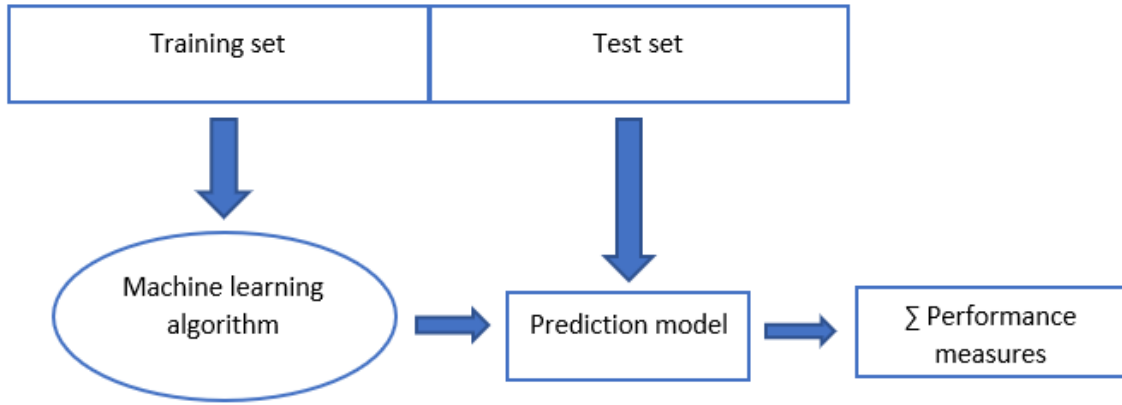 Training set
Test set
Machine learning
algorithm
Prediction model
∑ Performance
measures